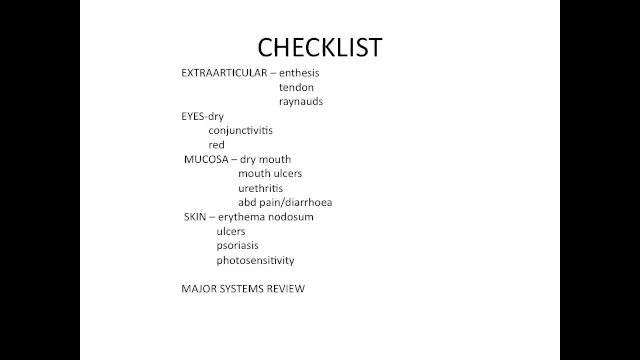 CHECKLIST
EXTRAARTICULAR – enthesis
tendon
raynauds
EYES-dry
conjunctivitis
red
MUCOSA – dry mouth
mouth ulcers
urethritis
abd pain/diarrhoea
SKIN – erythema nodosum
ulcers
psoriasis
photosensitivity
MAJOR SYSTEMS REVIEW